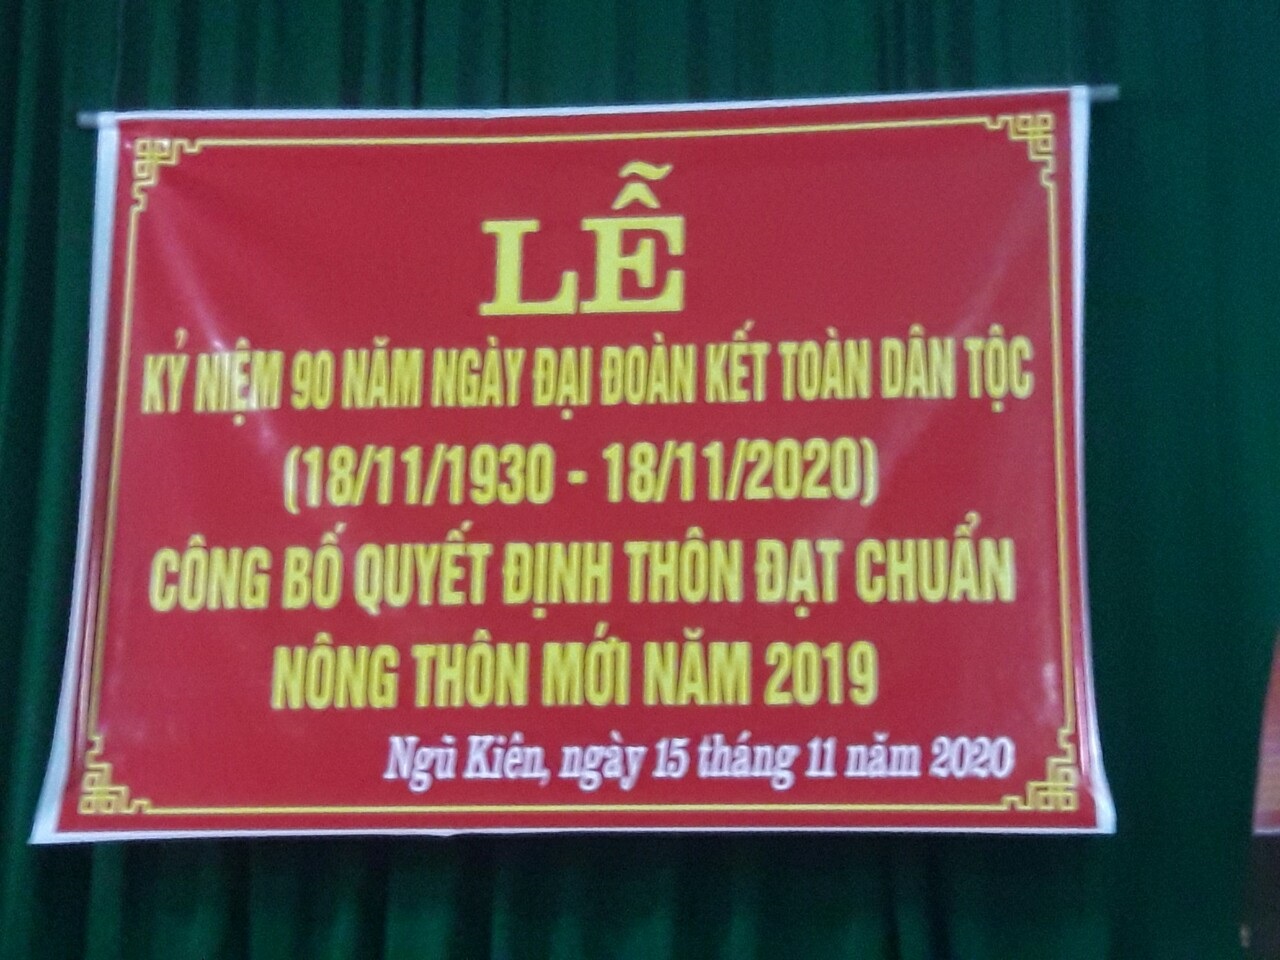 LỄ
KỶ NIỆM 90 NĂM NGÀY ĐẠI ĐOÀN KẾT TOÀN DÂN TỘC
(18/11/1930 - 18/11/2020)
CÔNG BỐ QUYẾT ĐỊNH THÔN ĐẠT CHUẨN
NÔNG THÔN MỚI NĂM 2019
Ngũ Kiên, ngày 15 tháng 11 năm 2020